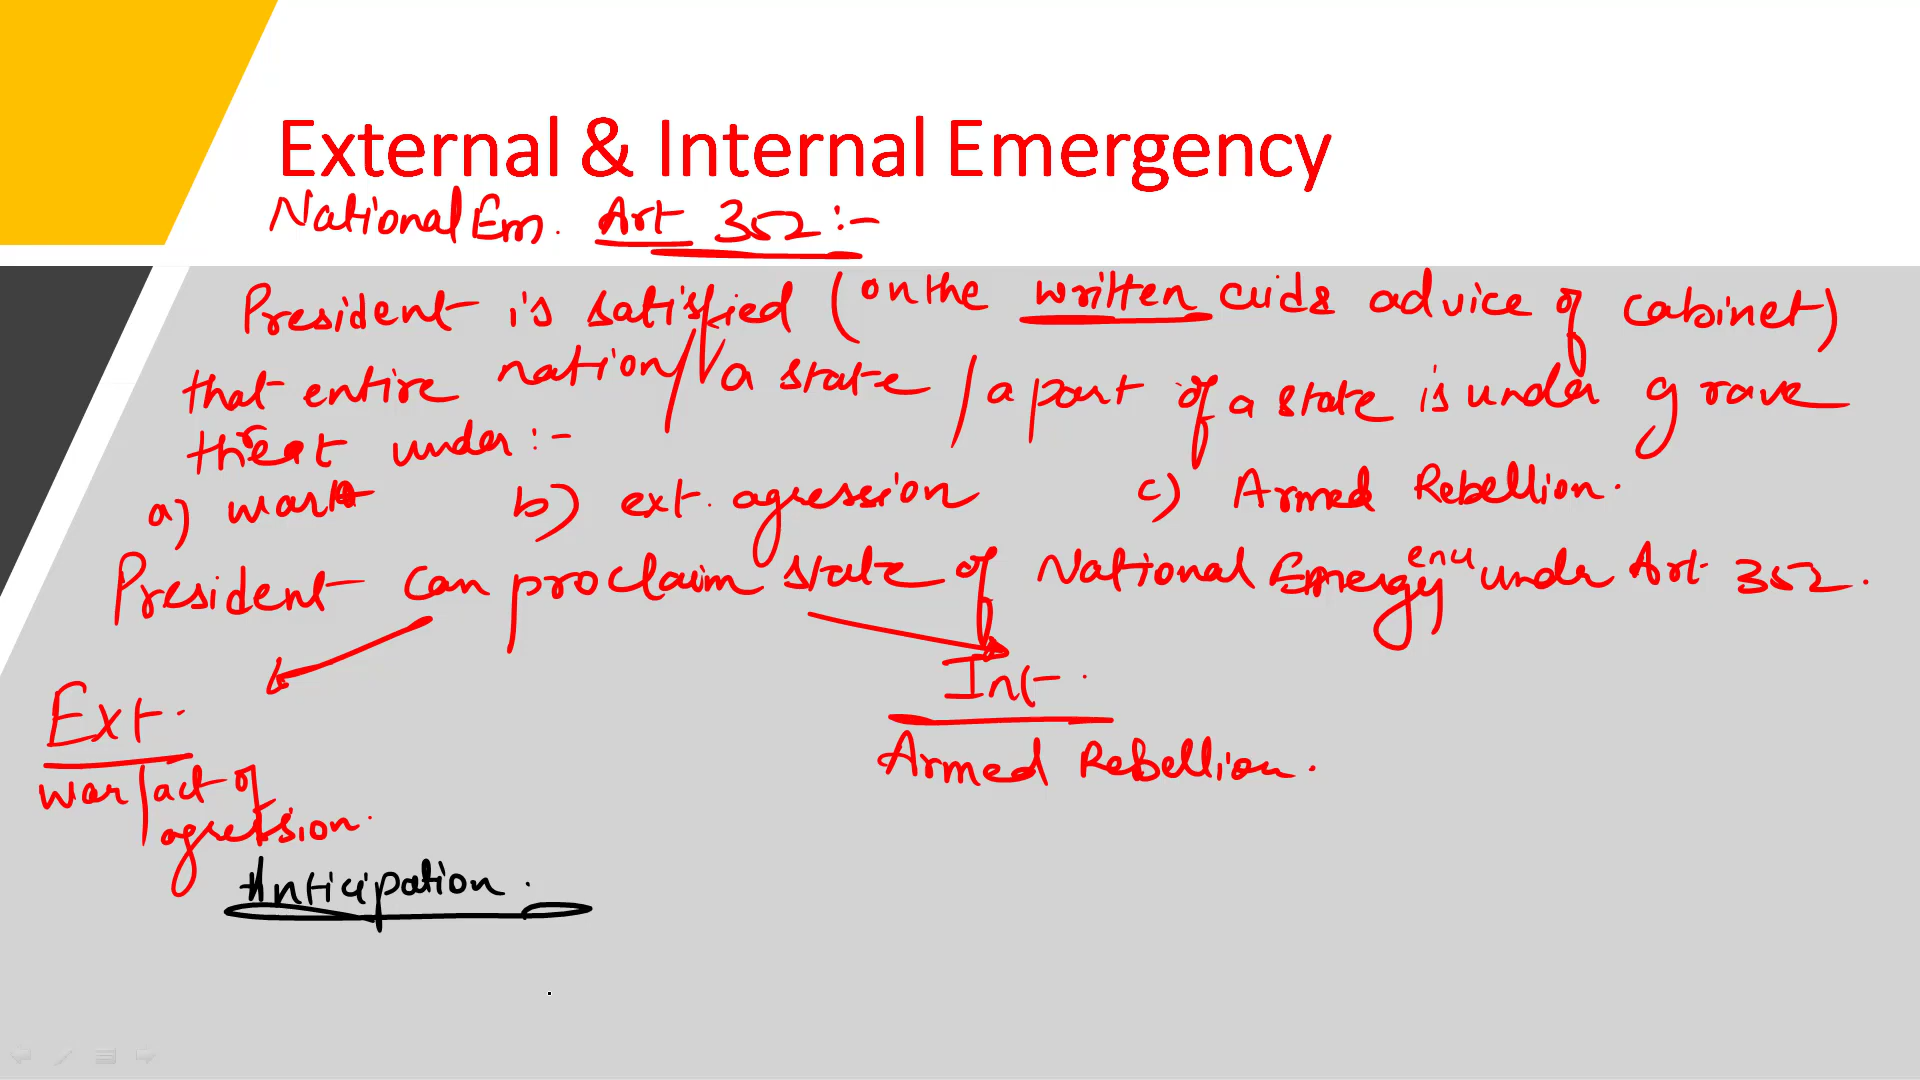 External & Internal Emergency
National Em. Art 352 :-
President is satisfied (on the written advice of cabinet)
that entire nation / a state / a part of a state is under grave
threat under :-
a) war b) ext. agression c) Armed Rebellion.
President can proclaim state of National Emergency under Art 352.
Ext. Int.
war/act of agression.
Armed Rebellion.
Anticipation.